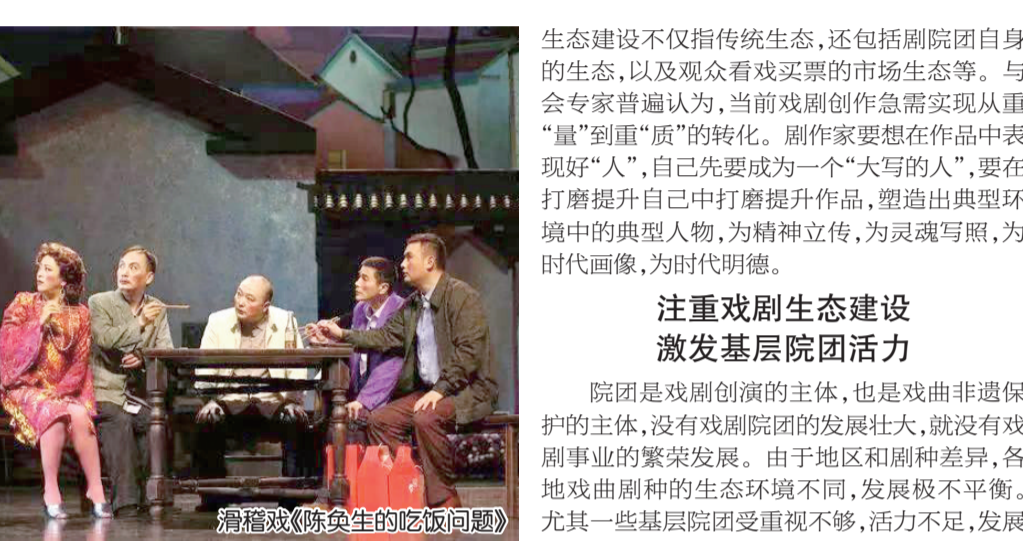 滑稽戏《陈奂生的吃饭问题》
生态建设不仅指传统生态,还包括剧院团自身
的生态,以及观众看戏买票的市场生态等。与
会专家普遍认为,当前戏剧创作急需实现从重
“量”到重“质”的转化。剧作家要想在作品中表
现好“人”,自己先要成为一个“大写的人”,要在
打磨提升自己中打磨提升作品,塑造出典型环
境中的典型人物,为精神立传,为灵魂写照,为
时代画像,为时代明德。
注重戏剧生态建设
激发基层院团活力
院团是戏剧创演的主体,也是戏曲非遗保
护的主体,没有戏剧院团的发展壮大,就没有戏
剧事业的繁荣发展。由于地区和剧种差异,各
地戏曲剧种的生态环境不同,发展极不平衡。
尤其一些基层院团受重视不够,活力不足,发展